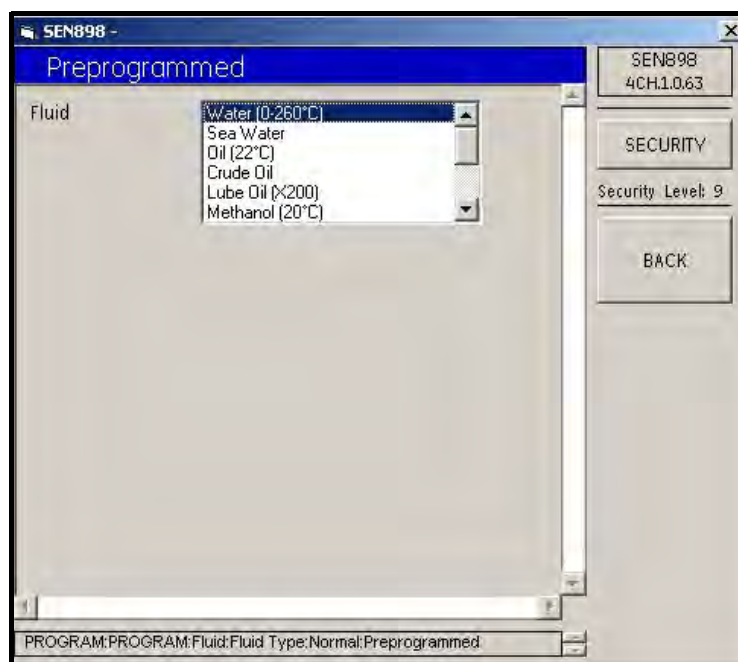 SEN898 -
Preprogrammed
Fluid
Water (0-260°C)
Sea Water
Oil (22°C)
Crude Oil
Lube Oil (X200)
Methanol (20°C)
SEN898
4CH.1.0.63
SECURITY
Security Level: 9
BACK
PROGRAM:PROGRAM:Fluid:Fluid Type:Normal:Preprogrammed